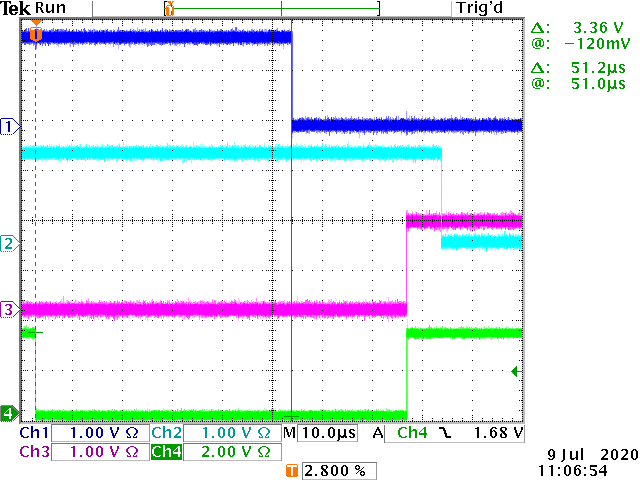 Tek Run Trig'd
T
T
Δ: 3.36 V
@: −120mV
Δ: 51.2µs
@: 51.0µs
1
2
3
4
Ch1 1.00 V Ω Ch2 1.00 V Ω M 10.0µs A Ch4 1.68 V
Ch3 1.00 V Ω Ch4 2.00 V Ω
T 2.800 %
9 Jul 2020
11:06:54